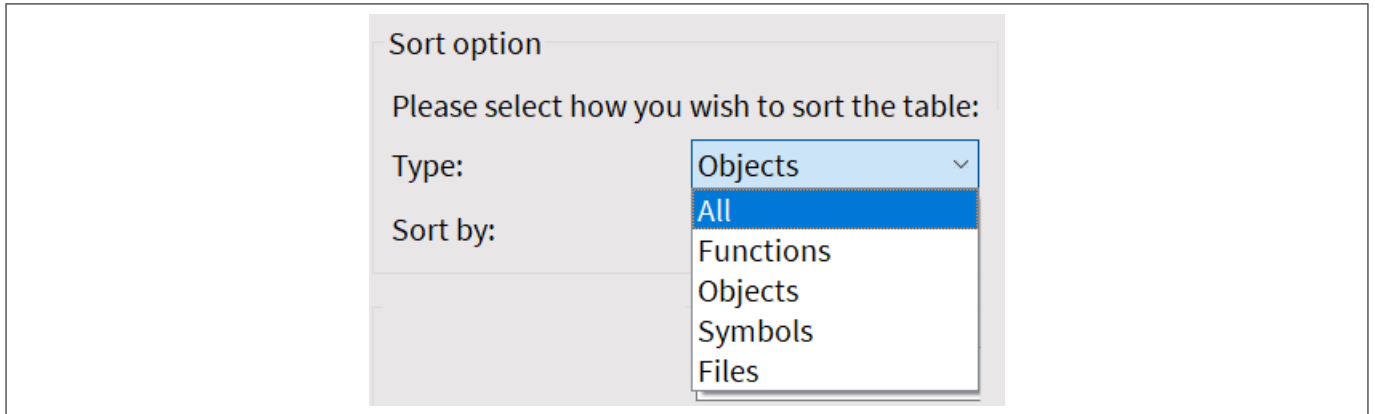 Sort option
Please select how you wish to sort the table:
Type:
Objects
All
Sort by:
Functions
Objects
Symbols
Files